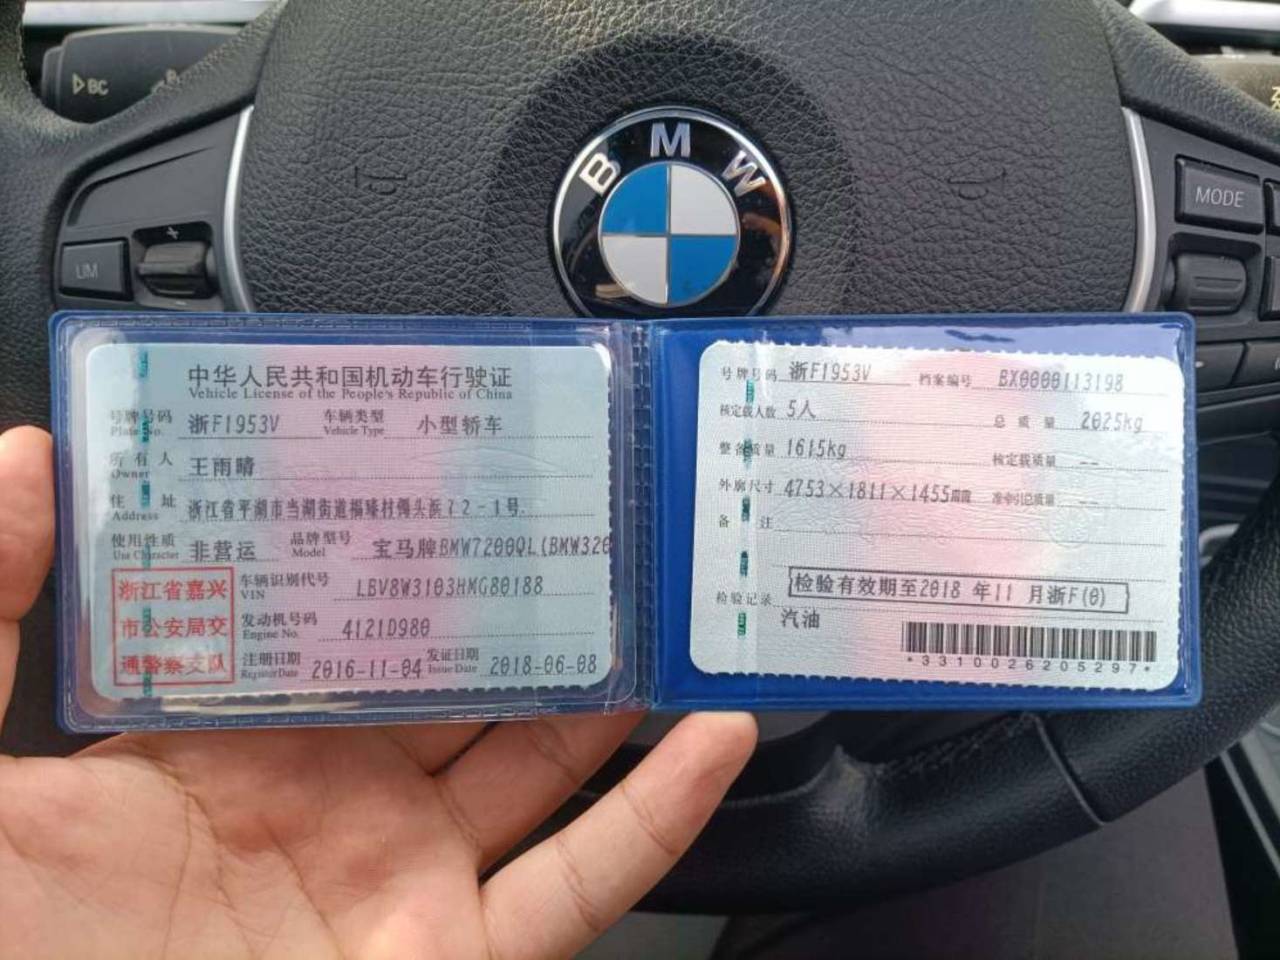 BC
BMW
LIM
+
MODE
中华人民共和国机动车行驶证
Vehicle License of the People's Republic of China
号牌号码 浙F1953V 车辆类型 小型轿车
Plate No. Vehicle Type
所有人 王雨晴
Owner
住址 浙江省平湖市当湖街道福臻村馒头浜72-1号
Address
使用性质 非营运 品牌型号 宝马牌BMW7200QL(BMW320
Use Character Model
浙江省嘉兴
市公安局交
通警察支队
车辆识别代号 LBV8W3103HMG80188
VIN
发动机号码 4121D980
Engine No.
注册日期 2016-11-04 发证日期 2018-06-08
Register Date Issue Date
号牌号码 浙F1953V 档案编号 BX0000113198
核定载人数 5人 总质量 2025kg
整备质量 1615kg 核定载质量 --
外廓尺寸 4753×1811×1455mm 准牵引总质量 --
备注
检验有效期至2018年11月浙F(0)
检验记录
汽油
*3310026205297*